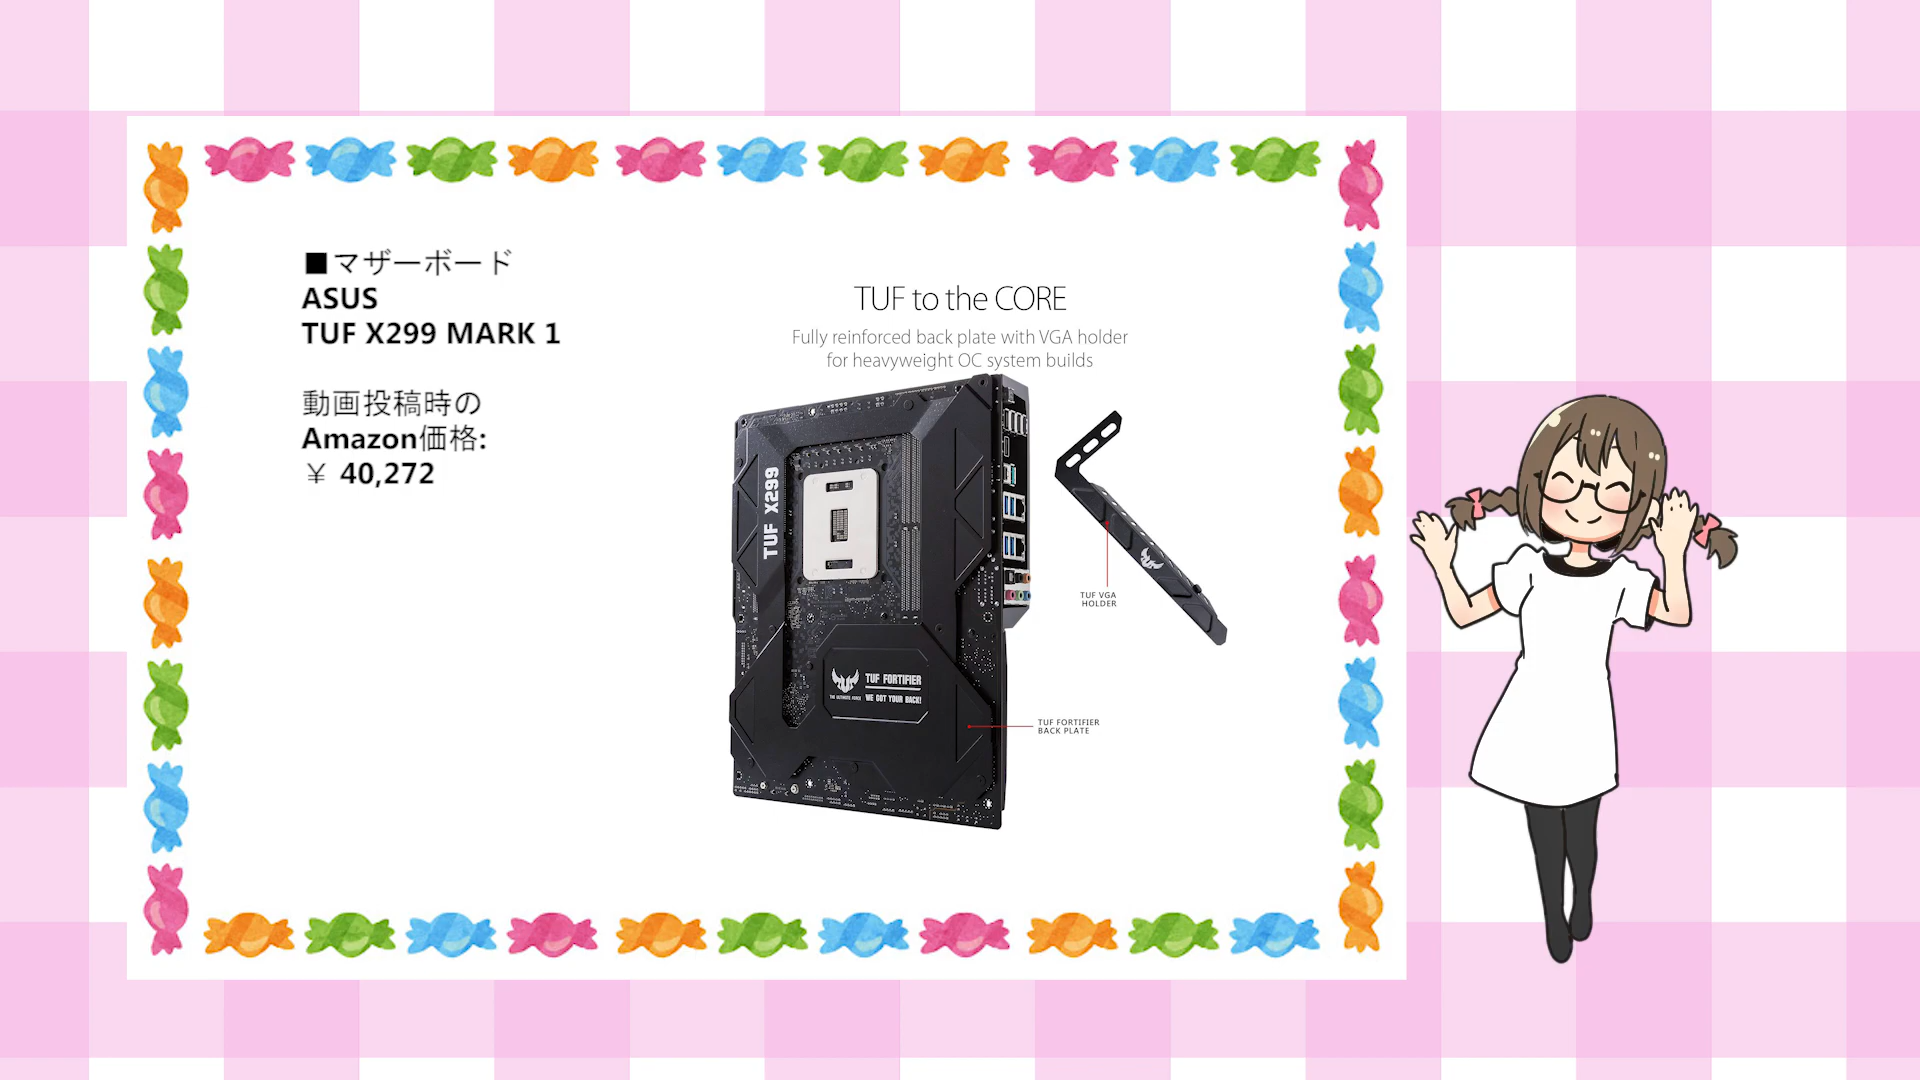 ■マザーボード
ASUS
TUF X299 MARK 1
動画投稿時の
Amazon価格:
￥ 40,272
TUF to the CORE
Fully reinforced back plate with VGA holder
for heavyweight OC system builds
TUF X299
TUF VGA
HOLDER
TUF FORTIFIER
WE GOT YOUR BACK!
THE ULTIMATE FORCE
TUF FORTIFIER
BACK PLATE